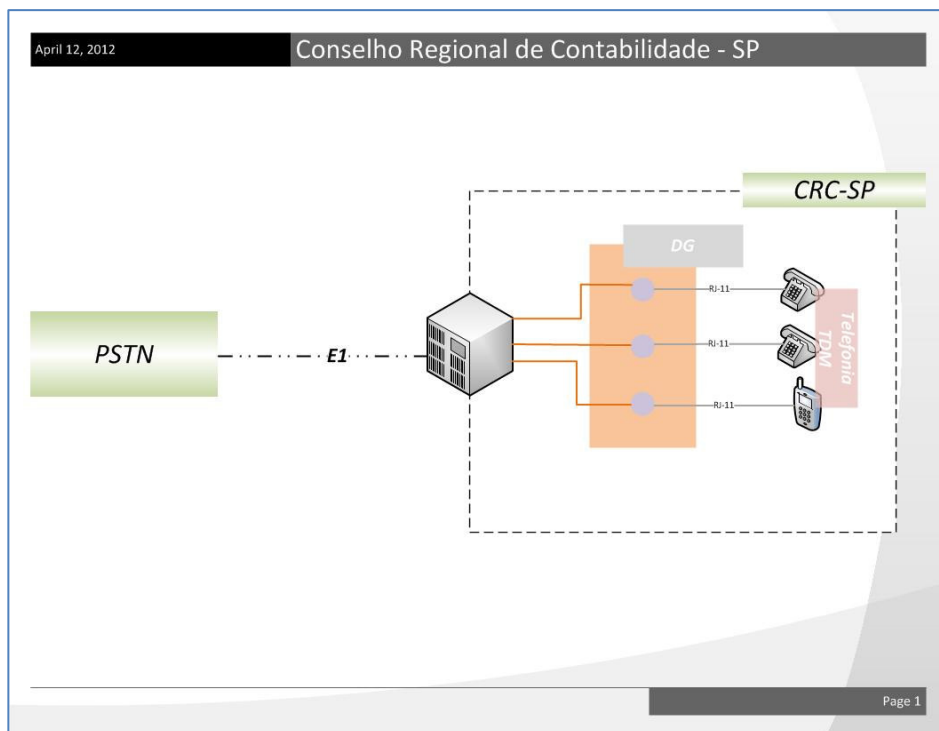 April 12, 2012
Conselho Regional de Contabilidade - SP
CRC-SP
DG
RJ-11
PSTN
E1
RJ-11
Telefonia
TDM
RJ-11
Page 1